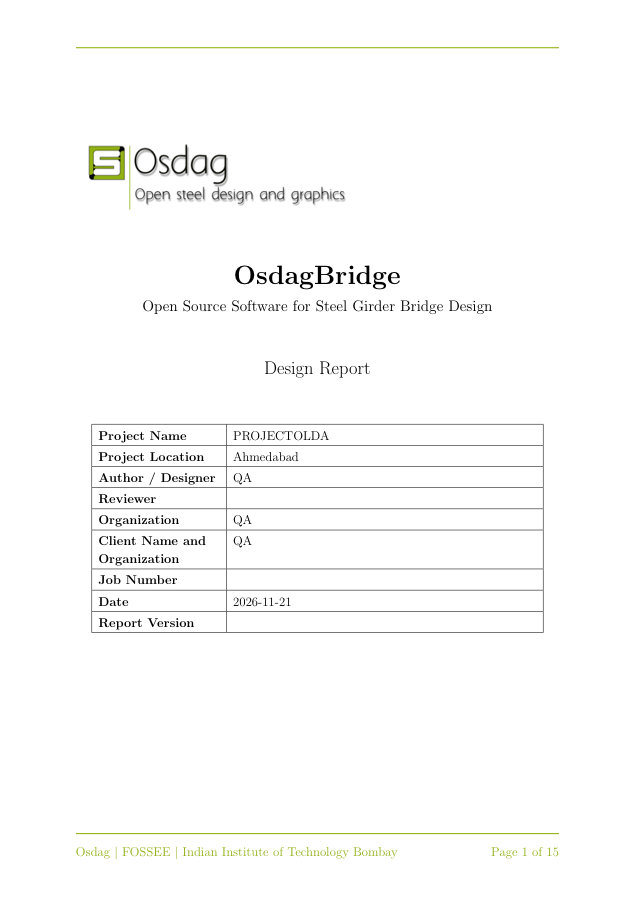 Osdag
Open steel design and graphics
OsdagBridge
Open Source Software for Steel Girder Bridge Design
Design Report
Project Name PROJECTOLDA
Project Location Ahmedabad
Author / Designer QA
Reviewer
Organization QA
Client Name and QA
Organization
Job Number
Date 2026-11-21
Report Version
Osdag | FOSSEE | Indian Institute of Technology Bombay Page 1 of 15